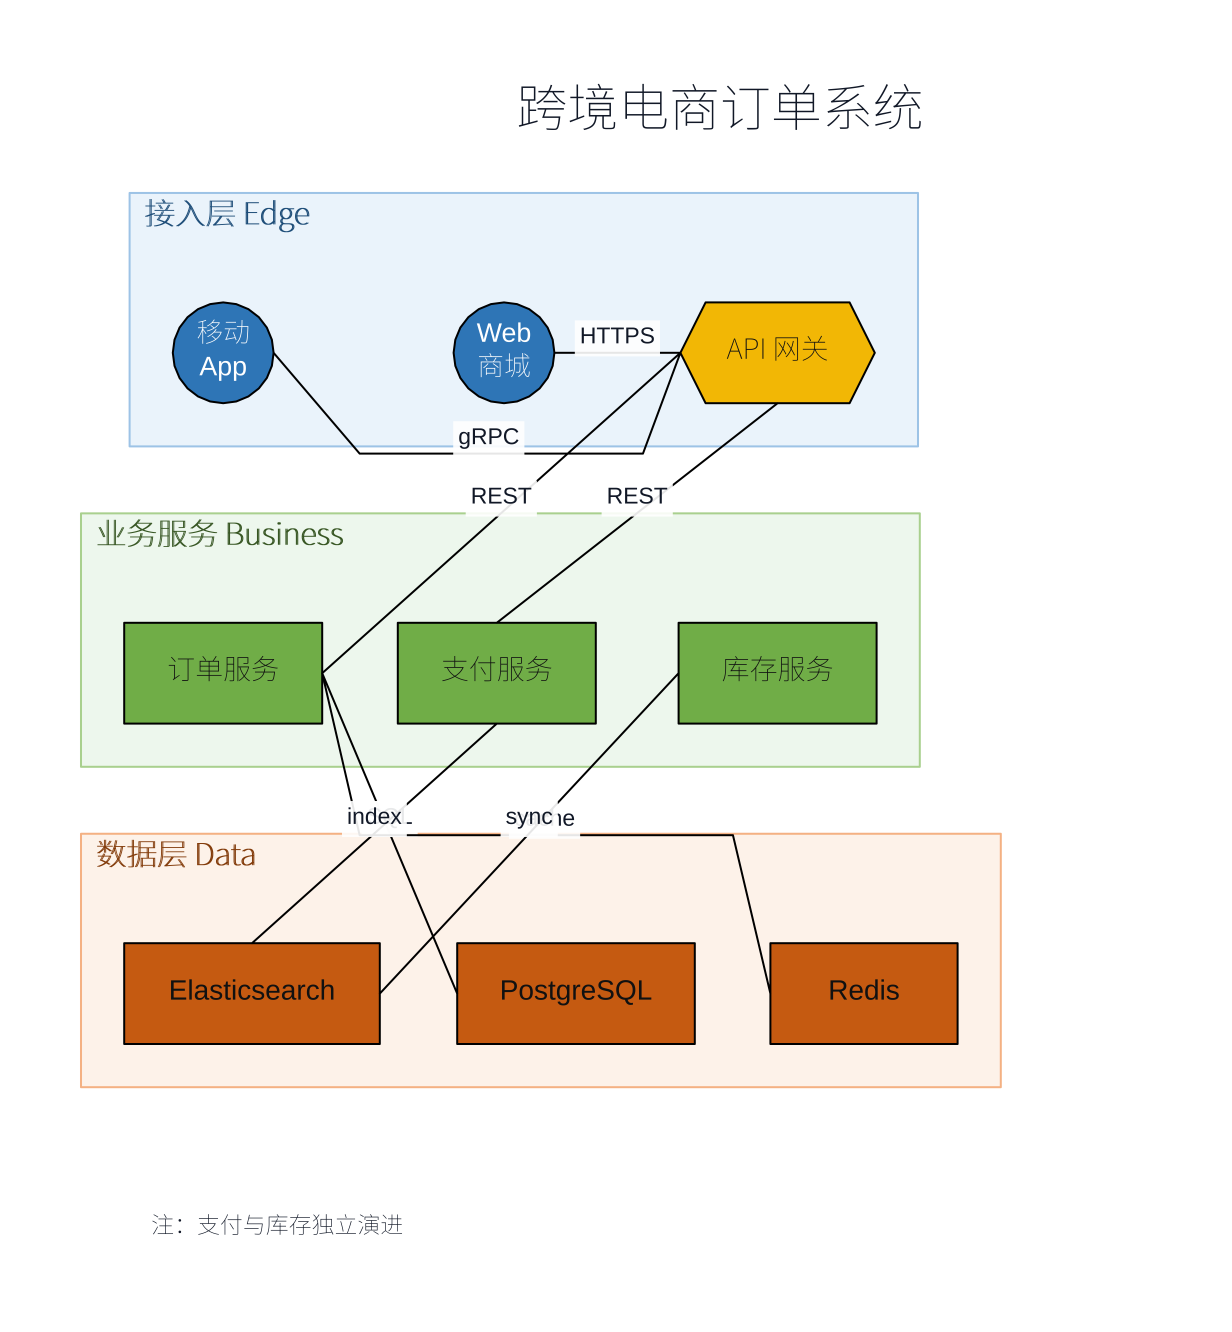 跨境电商订单系统
接入层 Edge
移动
App
Web
商城
HTTPS
API 网关
gRPC
REST
REST
业务服务 Business
订单服务
支付服务
库存服务
index
sync
数据层 Data
Elasticsearch
PostgreSQL
Redis
注：支付与库存独立演进